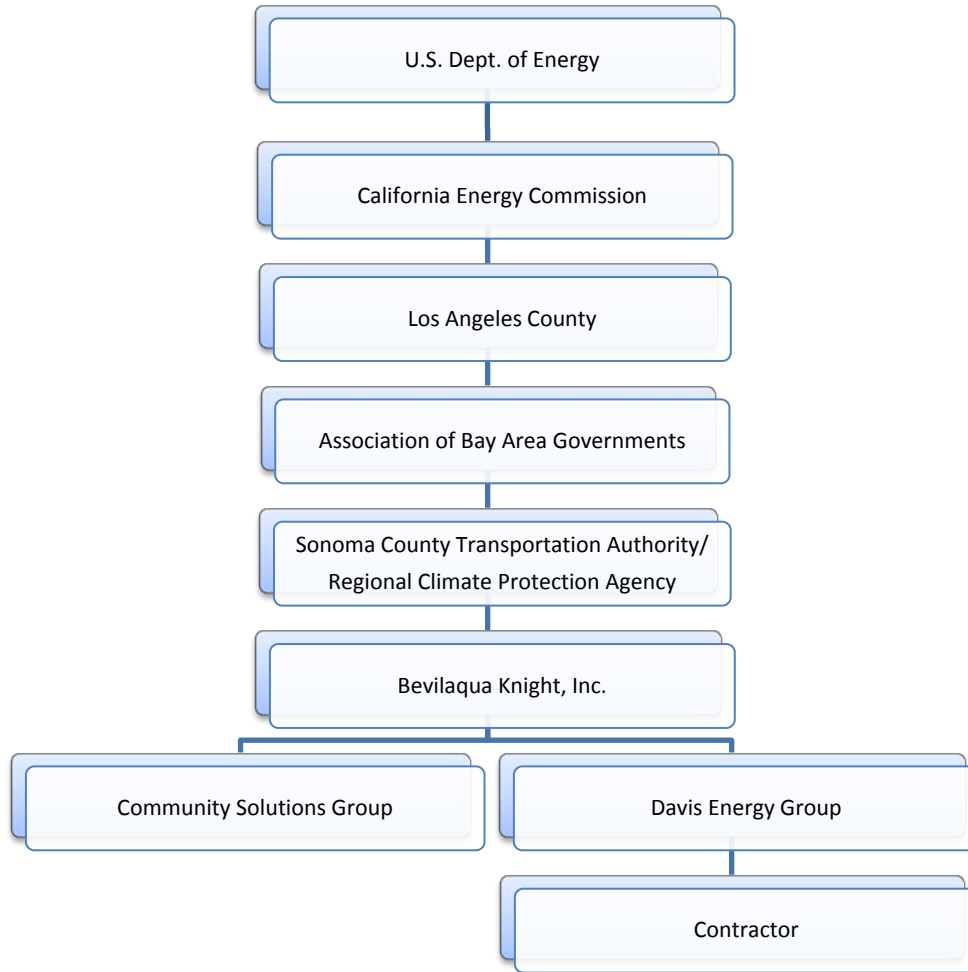 U.S. Dept. of Energy
California Energy Commission
Los Angeles County
Association of Bay Area Governments
Sonoma County Transportation Authority/
Regional Climate Protection Agency
Bevilaqua Knight, Inc.
Community Solutions Group
Davis Energy Group
Contractor